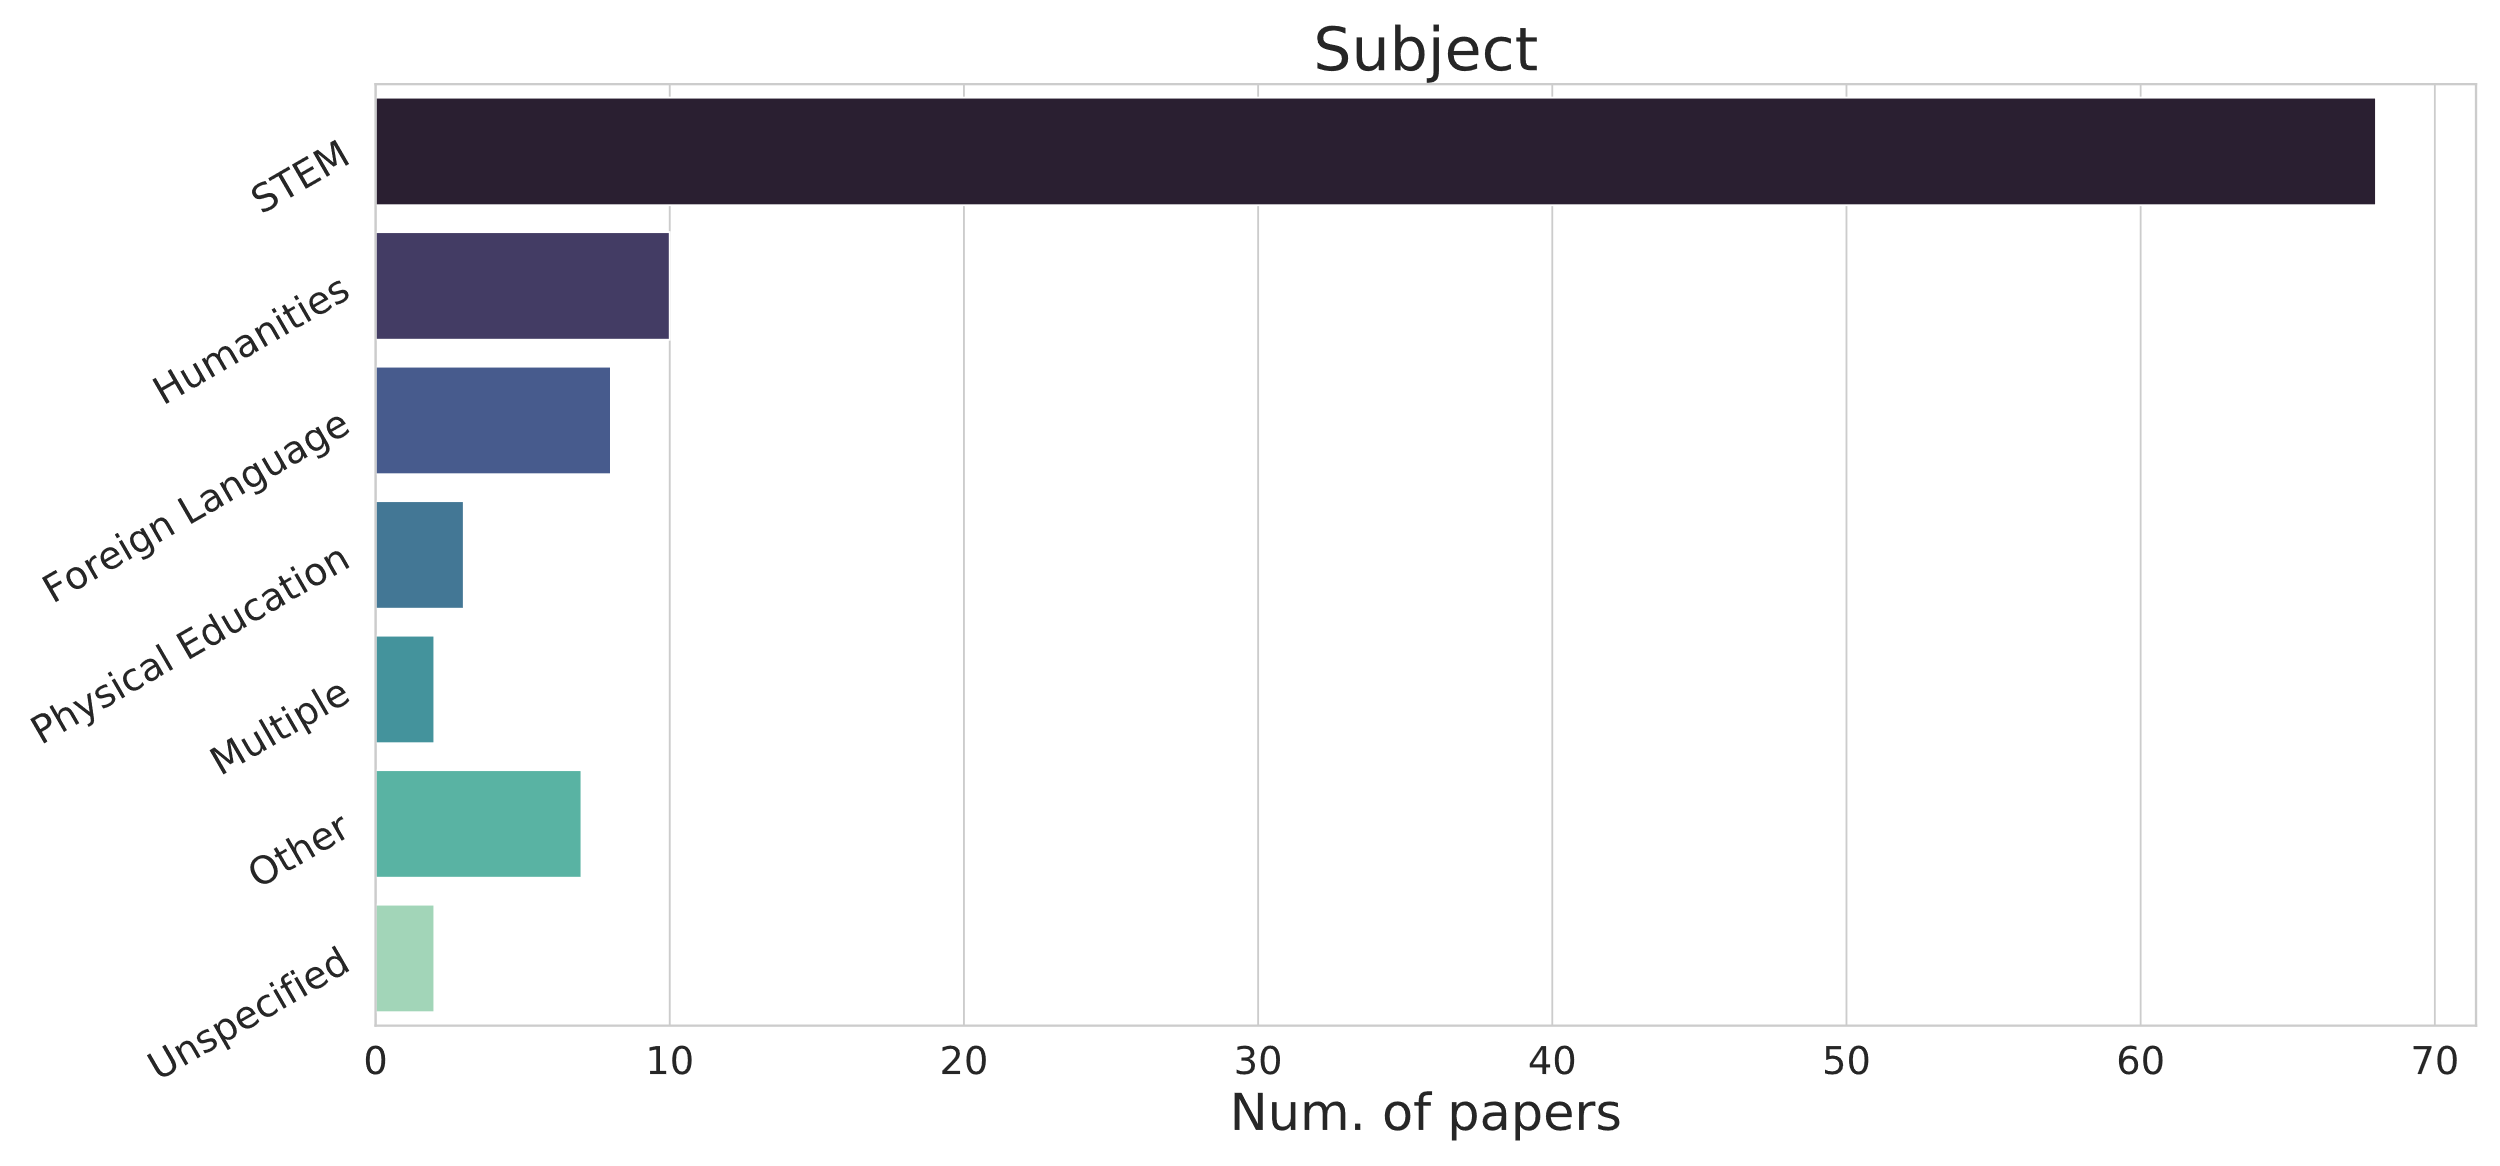 Subject
STEM
Humanities
Foreign Language
Physical Education
Multiple
Other
Unspecified
0 10 20 30 40 50 60 70
Num. of papers